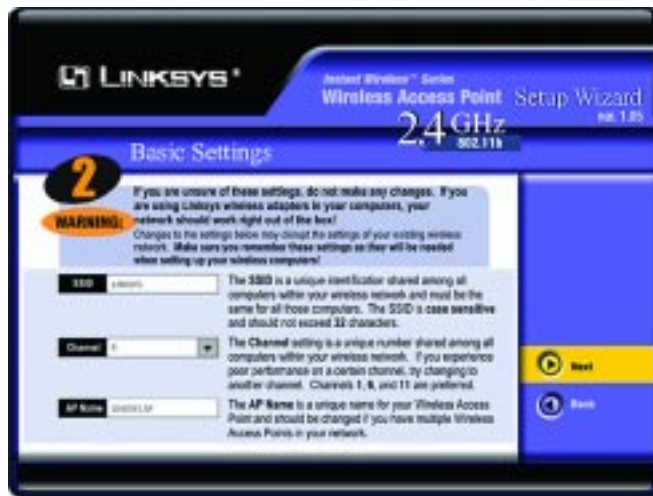 LINKSYS®
Instant Wireless™ Series
Wireless Access Point
Setup Wizard
ver. 1.05
2.4 GHz
802.11b
Basic Settings
2
WARNING:
If you are unsure of these settings, do not make any changes. If you
are using Linksys wireless adapters in your computers, your
network should work right out of the box!
Changes to the settings below may disrupt the settings of your existing wireless
network. Make sure you remember these settings as they will be needed
when setting up your wireless computers!
SSID
The SSID is a unique identification shared among all
computers within your wireless network and must be the
same for all those computers. The SSID is case sensitive
and should not exceed 32 characters.
Channel
The Channel setting is a unique number shared among all
computers within your wireless network. If you experience
poor performance on a certain channel, try changing to
another channel. Channels 1, 6, and 11 are preferred.
AP Name
The AP Name is a unique name for your Wireless Access
Point and should be changed if you have multiple Wireless
Access Points in your network.
Next
Back